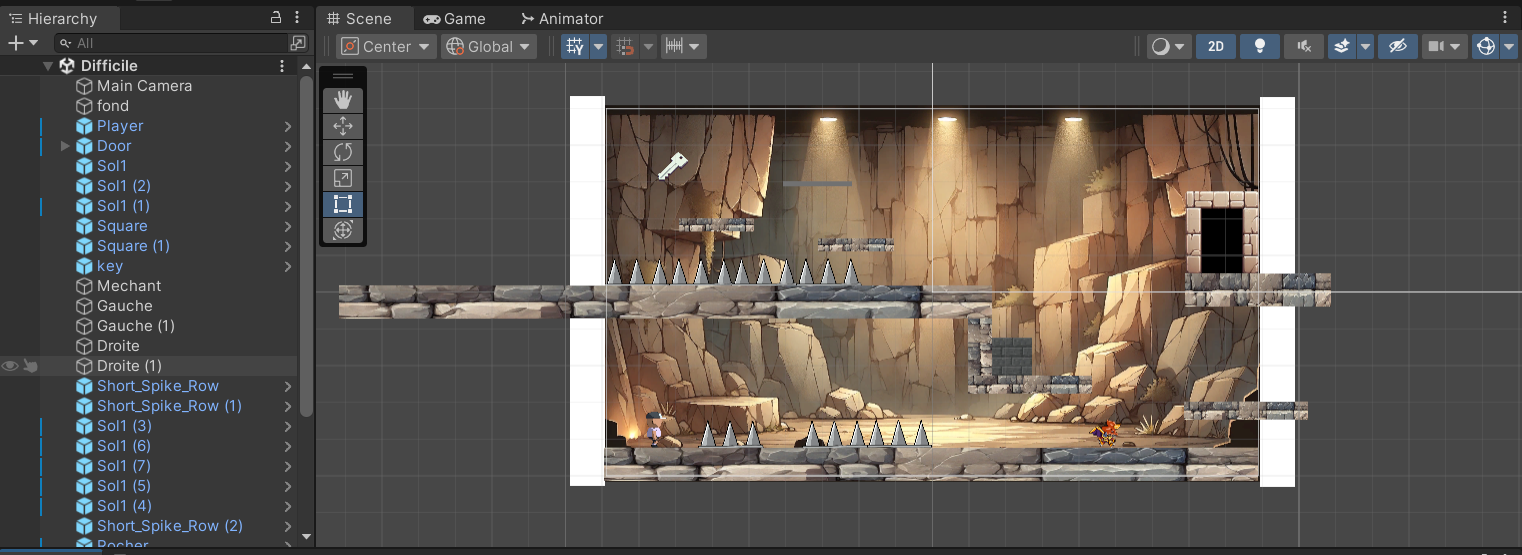 Hierarchy
Scene
Game
Animator
All
Center
Global
2D
Difficile
Main Camera
fond
Player
Door
Sol1
Sol1 (2)
Sol1 (1)
Square
Square (1)
key
Mechant
Gauche
Gauche (1)
Droite
Droite (1)
Short_Spike_Row
Short_Spike_Row (1)
Sol1 (3)
Sol1 (6)
Sol1 (7)
Sol1 (5)
Sol1 (4)
Short_Spike_Row (2)
Rocher